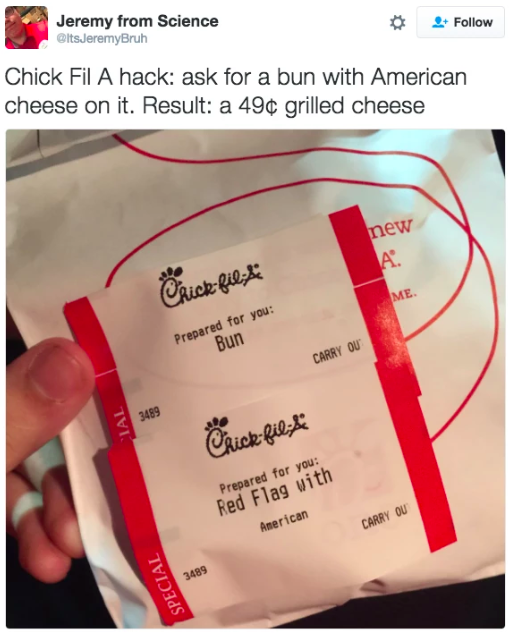 Jeremy from Science
@ItsJeremyBruh
Follow
Chick Fil A hack: ask for a bun with American
cheese on it. Result: a 49¢ grilled cheese
new
A.
ME.
Chick-fil-A
Prepared for you:
Bun
CARRY OU
3489
IAL
Chick-fil-A
Prepared for you:
Red Flag with
American
CARRY OU
3489
SPECIAL